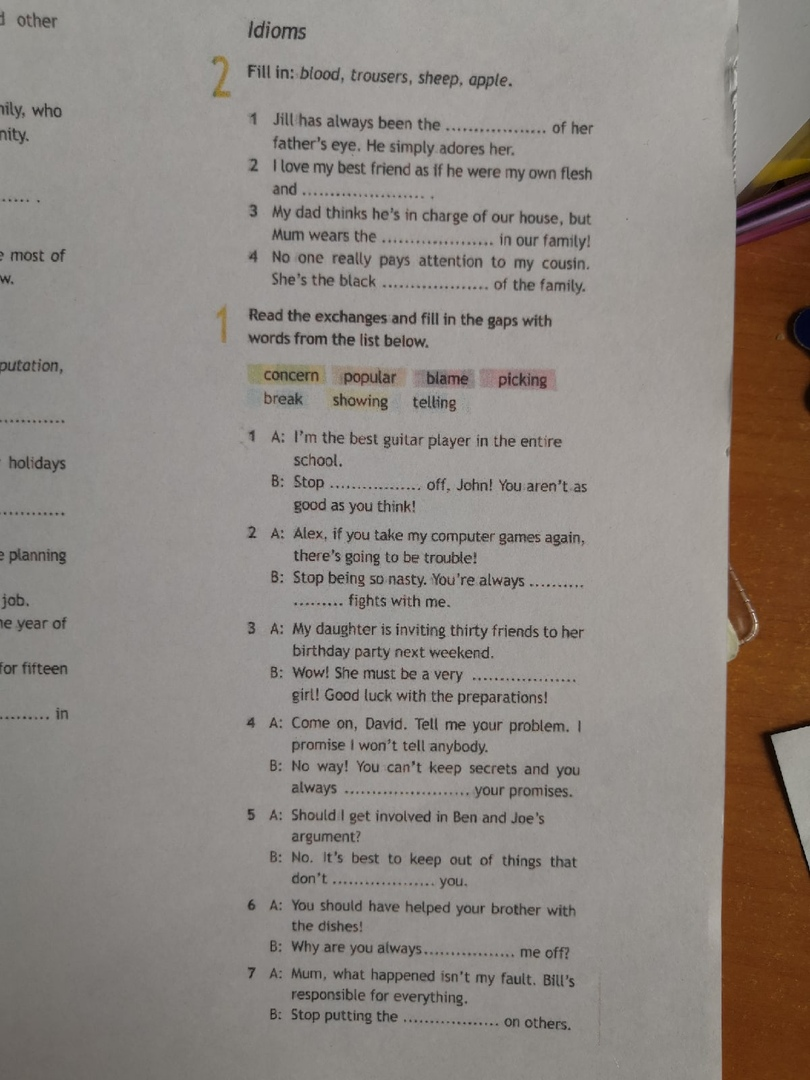 d other
nily, who
nity.
...... .
e most of
w.
putation,
............
holidays
............
e planning
job.
ne year of
for fifteen
......... in
Idioms
2 Fill in: blood, trousers, sheep, apple.
1 Jill has always been the .................. of her
father's eye. He simply adores her.
2 I love my best friend as if he were my own flesh
and ...................... .
3 My dad thinks he's in charge of our house, but
Mum wears the .................... in our family!
4 No one really pays attention to my cousin.
She's the black ................... of the family.
1 Read the exchanges and fill in the gaps with
words from the list below.
concern popular blame picking
break showing telling
1 A: I'm the best guitar player in the entire
school.
B: Stop ................ off, John! You aren't as
good as you think!
2 A: Alex, if you take my computer games again,
there's going to be trouble!
B: Stop being so nasty. You're always ..........
......... fights with me.
3 A: My daughter is inviting thirty friends to her
birthday party next weekend.
B: Wow! She must be a very ...................
girl! Good luck with the preparations!
4 A: Come on, David. Tell me your problem. I
promise I won't tell anybody.
B: No way! You can't keep secrets and you
always ....................... your promises.
5 A: Should I get involved in Ben and Joe's
argument?
B: No. It's best to keep out of things that
don't ................... you.
6 A: You should have helped your brother with
the dishes!
B: Why are you always................. me off?
7 A: Mum, what happened isn't my fault. Bill's
responsible for everything.
B: Stop putting the .................. on others.